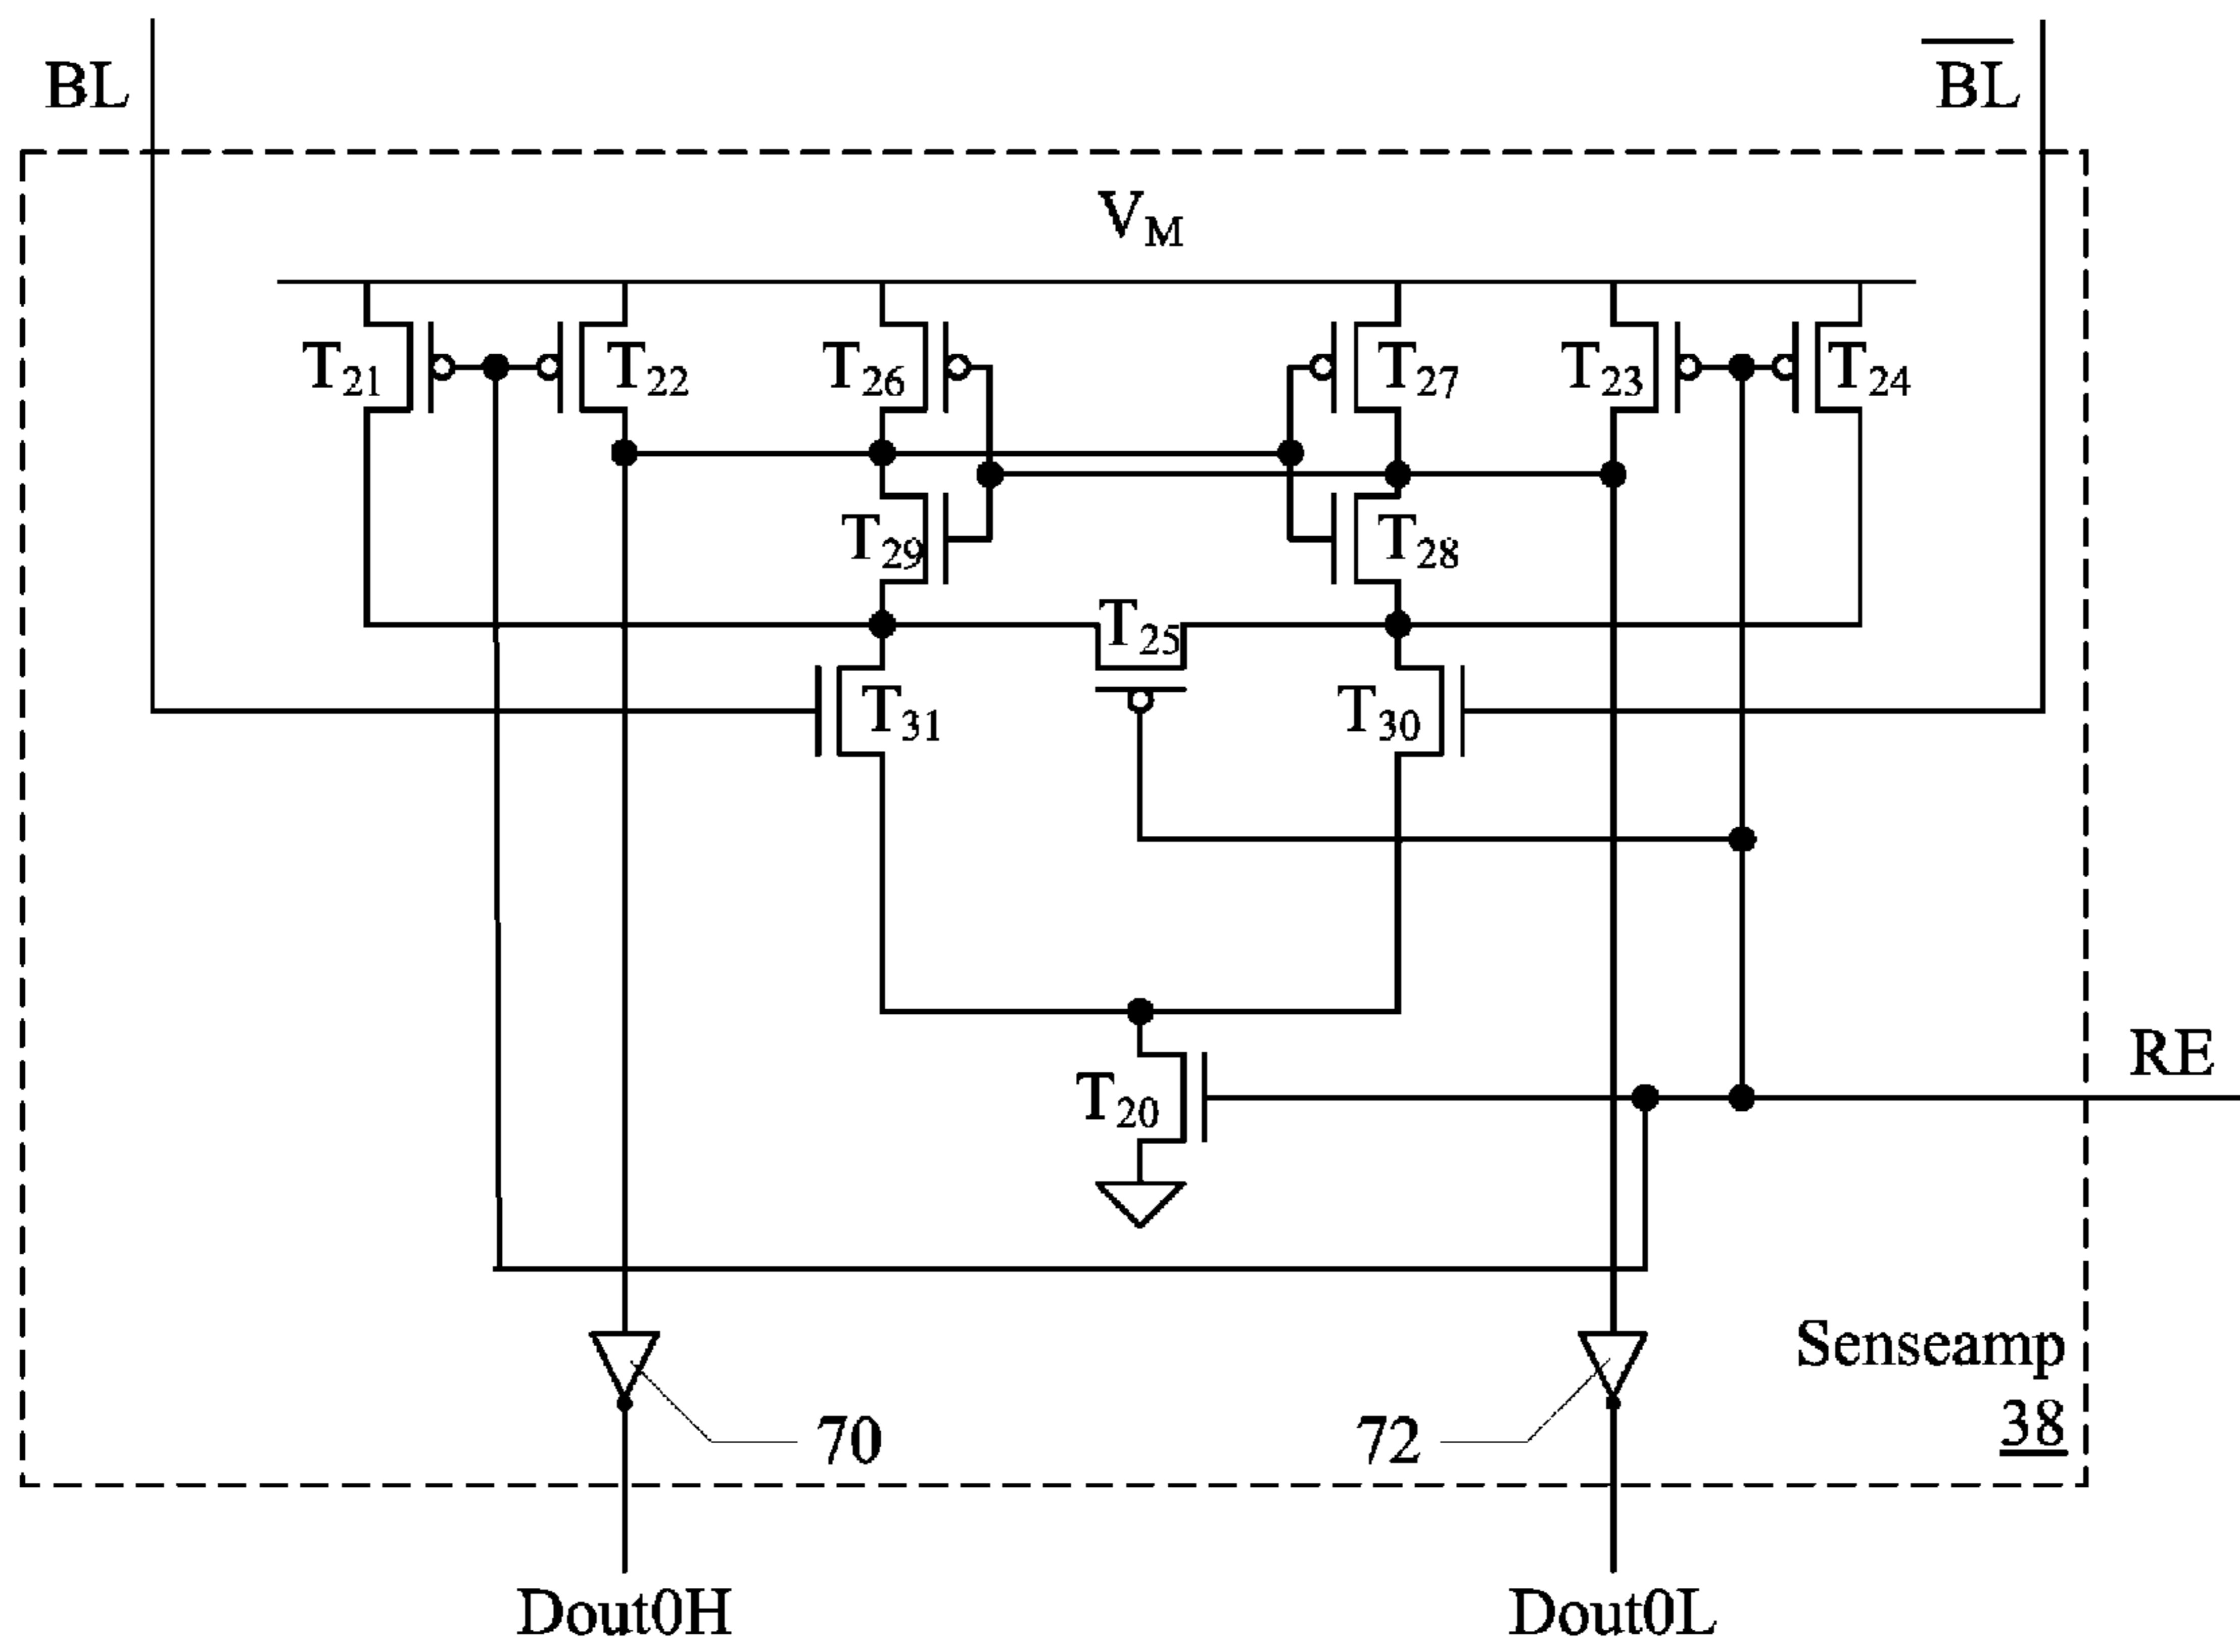 BL
BL
VM
T21
T22
T26
T27
T23
T24
T29
T28
T25
T31
T30
RE
T20
Senseamp
38
70
72
Dout0H
Dout0L